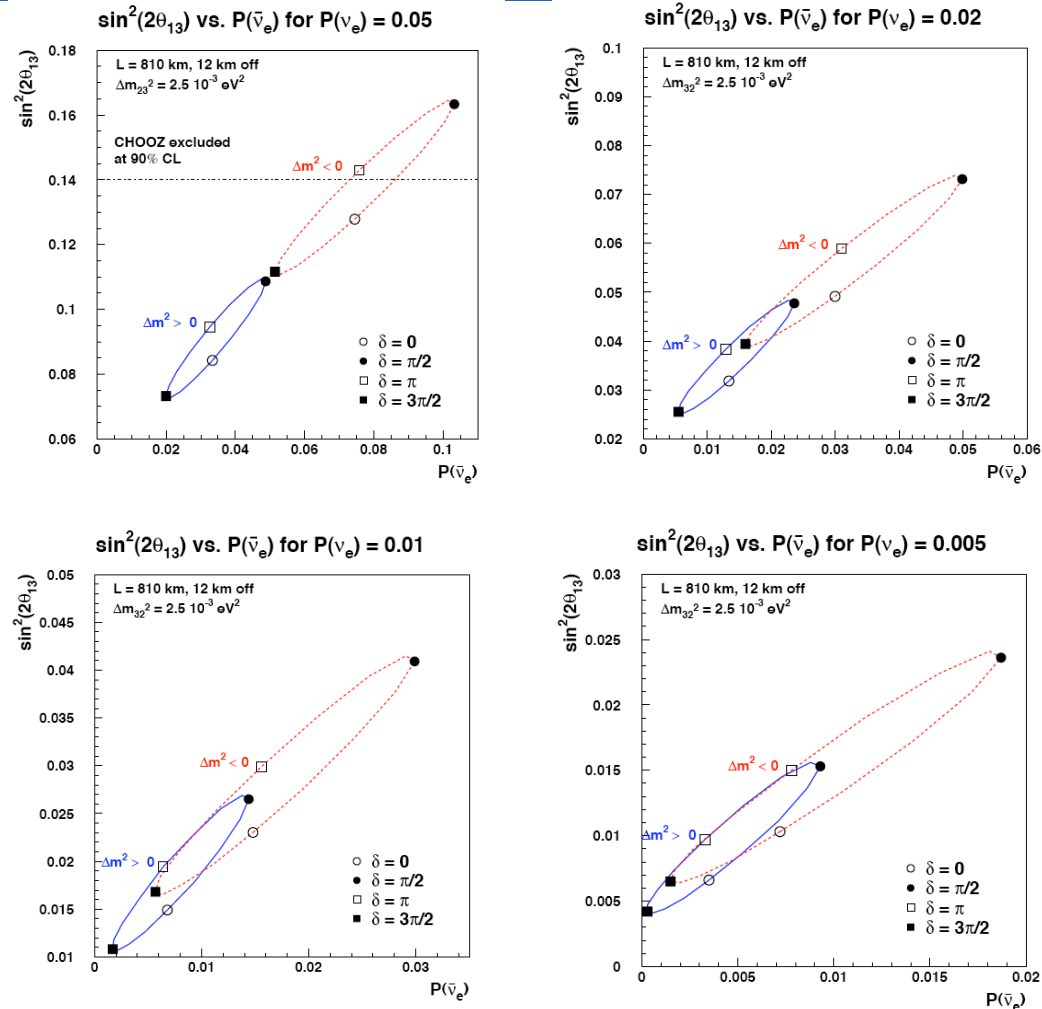 sin²(2θ₁₃) vs. P(ν̄ₑ) for P(νₑ) = 0.05
sin²(2θ₁₃)
0.18
0.16
0.14
0.12
0.1
0.08
0.06
L = 810 km, 12 km off
Δm₂₃² = 2.5 10⁻³ eV²
CHOOZ excluded
at 90% CL
Δm² < 0
Δm² > 0
δ = 0
δ = π/2
δ = π
δ = 3π/2
0 0.02 0.04 0.06 0.08 0.1
P(ν̄ₑ)
sin²(2θ₁₃) vs. P(ν̄ₑ) for P(νₑ) = 0.02
sin²(2θ₁₃)
0.1
0.09
0.08
0.07
0.06
0.05
0.04
0.03
0.02
L = 810 km, 12 km off
Δm₃₂² = 2.5 10⁻³ eV²
Δm² < 0
Δm² > 0
δ = 0
δ = π/2
δ = π
δ = 3π/2
0 0.01 0.02 0.03 0.04 0.05 0.06
P(ν̄ₑ)
sin²(2θ₁₃) vs. P(ν̄ₑ) for P(νₑ) = 0.01
sin²(2θ₁₃)
0.05
0.045
0.04
0.035
0.03
0.025
0.02
0.015
0.01
L = 810 km, 12 km off
Δm₃₂² = 2.5 10⁻³ eV²
Δm² < 0
Δm² > 0
δ = 0
δ = π/2
δ = π
δ = 3π/2
0 0.01 0.02 0.03
P(ν̄ₑ)
sin²(2θ₁₃) vs. P(ν̄ₑ) for P(νₑ) = 0.005
sin²(2θ₁₃)
0.03
0.025
0.02
0.015
0.01
0.005
0
L = 810 km, 12 km off
Δm₃₂² = 2.5 10⁻³ eV²
Δm² < 0
Δm² > 0
δ = 0
δ = π/2
δ = π
δ = 3π/2
0 0.005 0.01 0.015 0.02
P(ν̄ₑ)